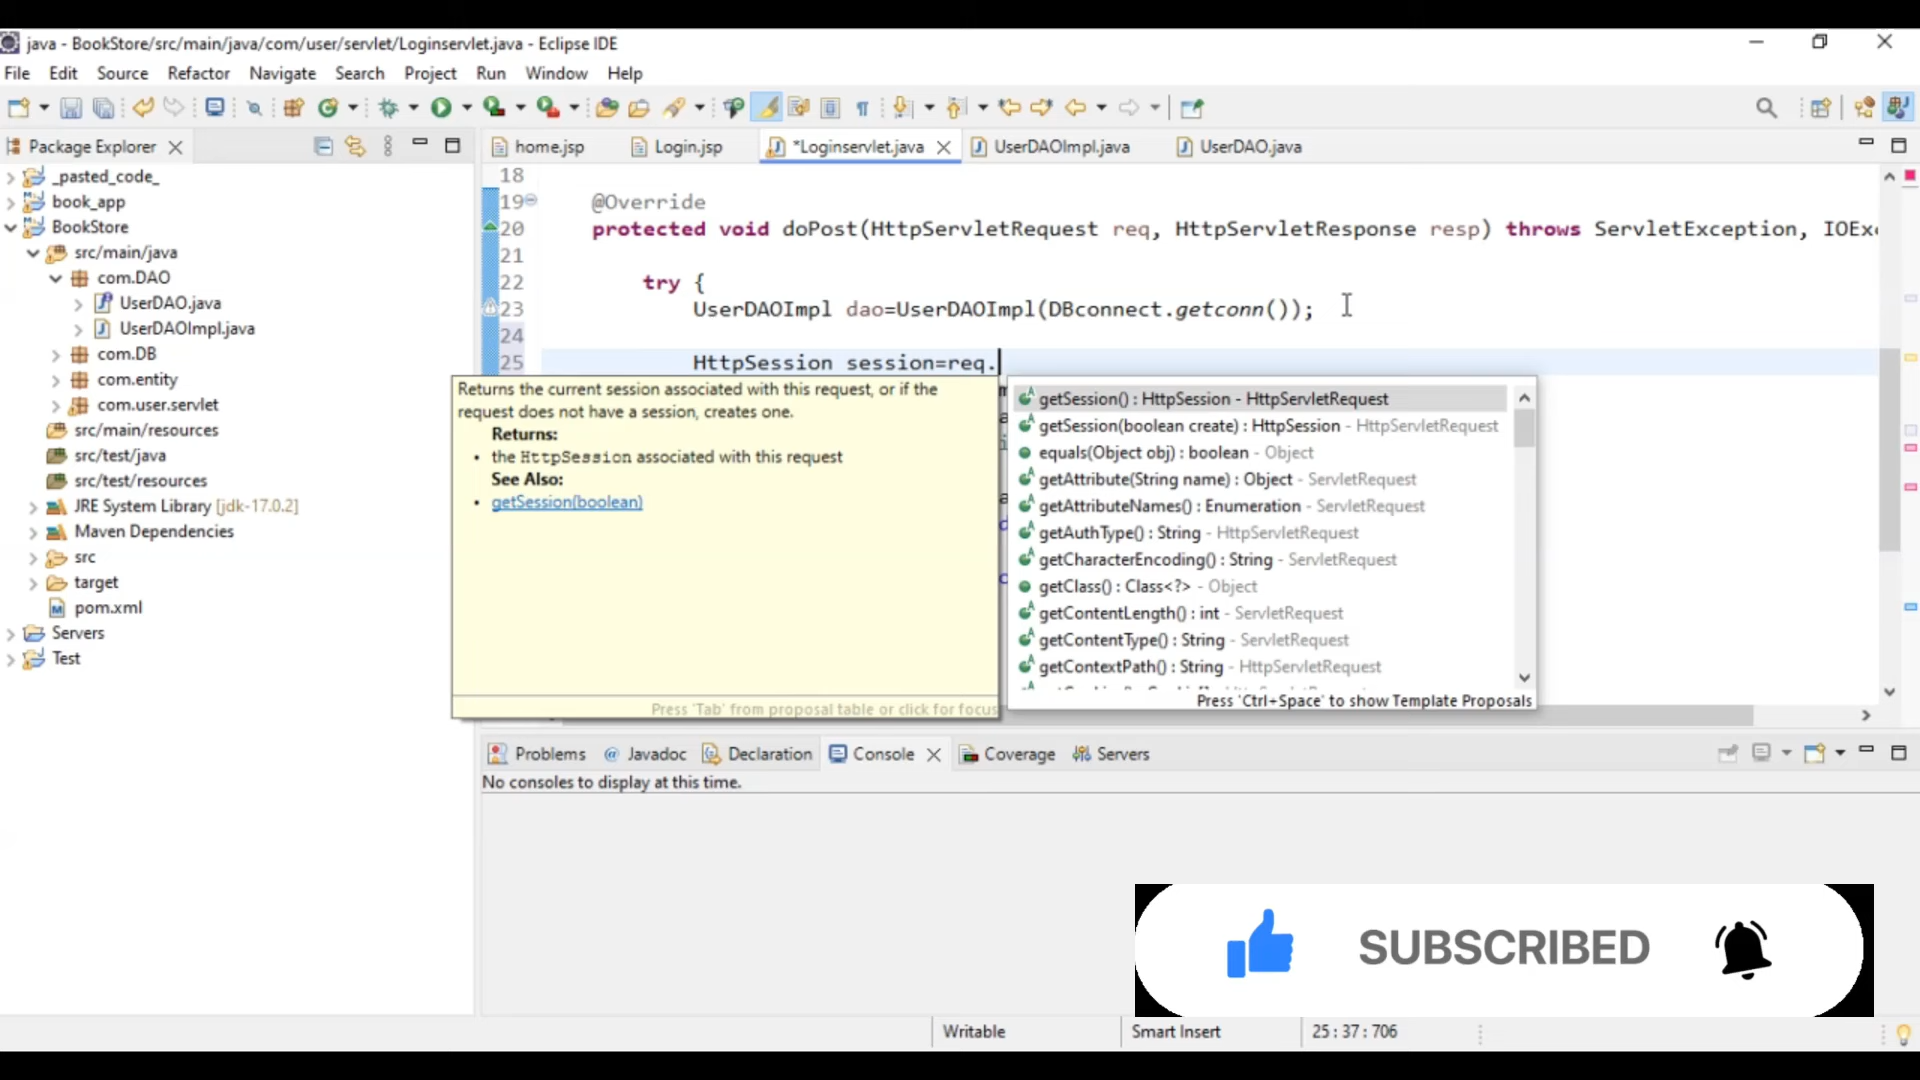 java - BookStore/src/main/java/com/user/servlet/Loginservlet.java - Eclipse IDE
File Edit Source Refactor Navigate Search Project Run Window Help
Package Explorer
_pasted_code_
book_app
BookStore
src/main/java
com.DAO
UserDAO.java
UserDAOImpl.java
com.DB
com.entity
com.user.servlet
src/main/resources
src/test/java
src/test/resources
JRE System Library [jdk-17.0.2]
Maven Dependencies
src
target
pom.xml
Servers
Test
home.jsp Login.jsp *Loginservlet.java UserDAOImpl.java UserDAO.java
18
19 @Override
20 protected void doPost(HttpServletRequest req, HttpServletResponse resp) throws ServletException, IOExc
21
22 try {
23 UserDAOImpl dao=UserDAOImpl(DBconnect.getconn());
24
25 HttpSession session=req.
Returns the current session associated with this request, or if the
request does not have a session, creates one.
Returns:
• the HttpSession associated with this request
See Also:
• getSession(boolean)
Press 'Tab' from proposal table or click for focus
getSession() : HttpSession - HttpServletRequest
getSession(boolean create) : HttpSession - HttpServletRequest
equals(Object obj) : boolean - Object
getAttribute(String name) : Object - ServletRequest
getAttributeNames() : Enumeration - ServletRequest
getAuthType() : String - HttpServletRequest
getCharacterEncoding() : String - ServletRequest
getClass() : Class<?> - Object
getContentLength() : int - ServletRequest
getContentType() : String - ServletRequest
getContextPath() : String - HttpServletRequest
Press 'Ctrl+Space' to show Template Proposals
Problems Javadoc Declaration Console Coverage Servers
No consoles to display at this time.
SUBSCRIBED
Writable Smart Insert 25 : 37 : 706